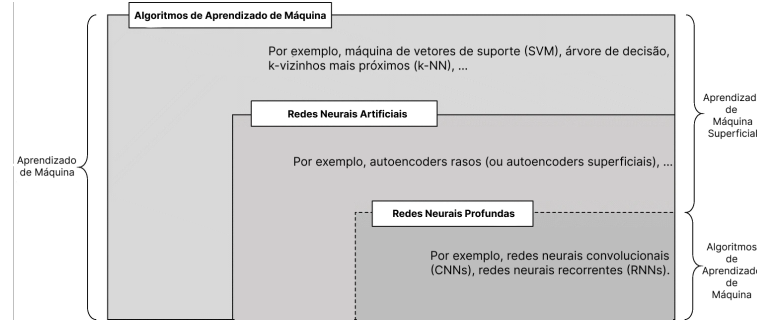 Algoritmos de Aprendizado de Máquina
Por exemplo, máquina de vetores de suporte (SVM), árvore de decisão,
k-vizinhos mais próximos (k-NN), ...
Redes Neurais Artificiais
Por exemplo, autoencoders rasos (ou autoencoders superficiais), ...
Redes Neurais Profundas
Por exemplo, redes neurais convolucionais
(CNNs), redes neurais recorrentes (RNNs).
Aprendizado
de Máquina
Aprendizad
de
Máquina
Superficial
Algoritmos
de
Aprendizado
de
Máquina